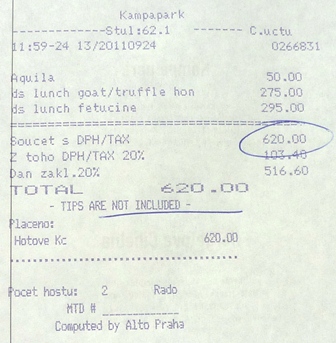 Kampapark
-------------Stul:62.1 ------- C.uctu
11:59-24 13/20110924 0266831
Aquila 50.00
ds lunch goat/truffle hon 275.00
ds lunch fetucine 295.00
========================================
Soucet s DPH/TAX 620.00
Z toho DPH/TAX 20% 103.40
Dan zakl.20% 516.60
TOTAL 620.00
- TIPS ARE NOT INCLUDED -
Placeno:
Hotove Kc 620.00
........................................
Pocet hostu: 2 Rado
MTD # _____________
Computed by Alto Praha